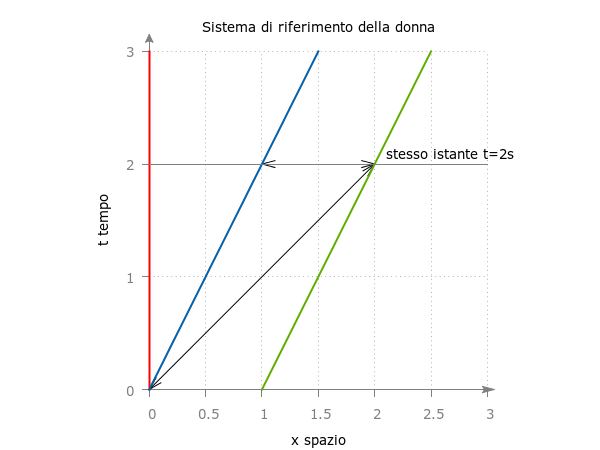 Sistema di riferimento della donna
3
stesso istante t=2s
2
t tempo
1
0
0 0.5 1 1.5 2 2.5 3
x spazio